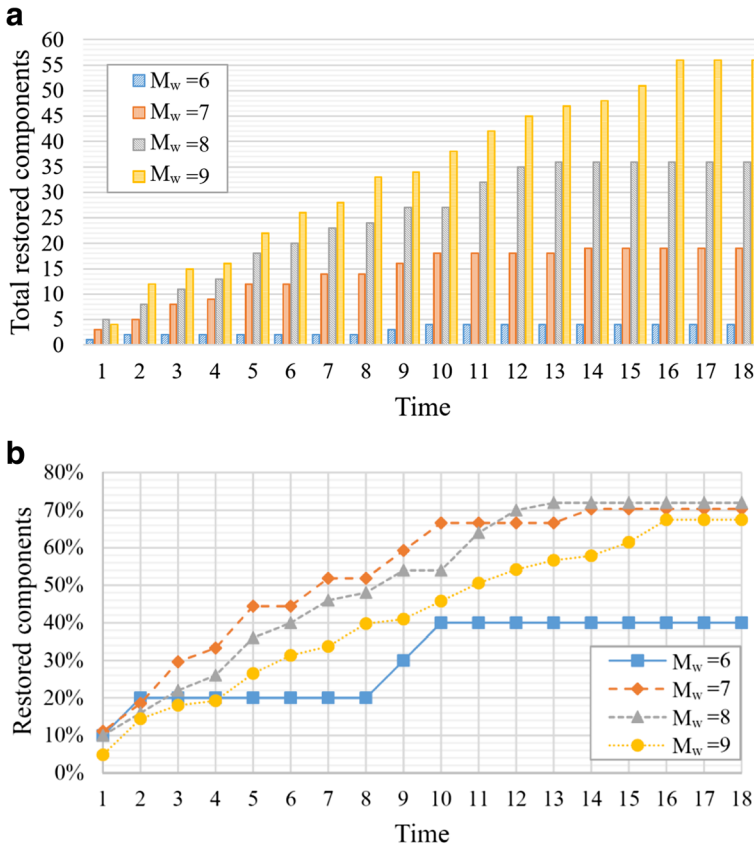 a
60
55
50
45
40
35
30
25
20
15
10
5
0
Total restored components
Mw =6
Mw =7
Mw =8
Mw =9
1 2 3 4 5 6 7 8 9 10 11 12 13 14 15 16 17 18
Time
b
80%
70%
60%
50%
40%
30%
20%
10%
0%
Restored components
Mw =6
Mw =7
Mw =8
Mw =9
1 2 3 4 5 6 7 8 9 10 11 12 13 14 15 16 17 18
Time